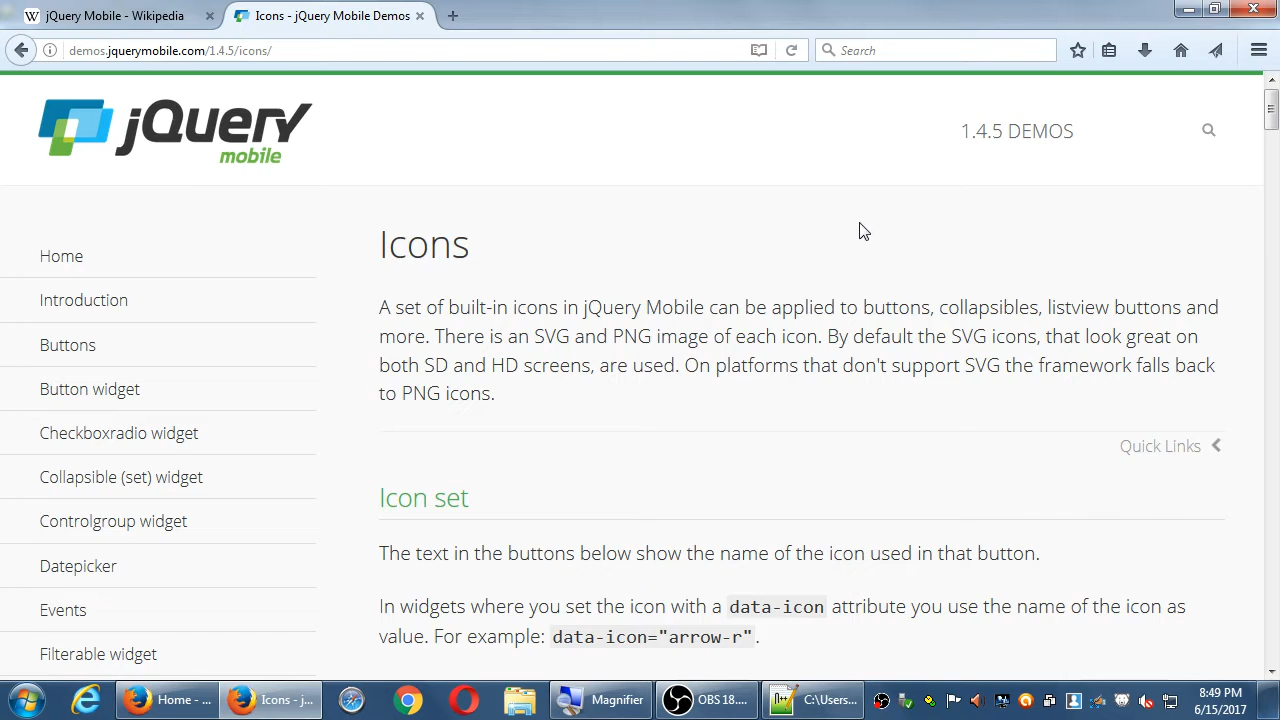 jQuery Mobile - Wikipedia
Icons - jQuery Mobile Demos
demos.jquerymobile.com/1.4.5/icons/
Search
jQuery
mobile
1.4.5 DEMOS
Home
Introduction
Buttons
Button widget
Checkboxradio widget
Collapsible (set) widget
Controlgroup widget
Datepicker
Events
Filterable widget
Icons
A set of built-in icons in jQuery Mobile can be applied to buttons, collapsibles, listview buttons and
more. There is an SVG and PNG image of each icon. By default the SVG icons, that look great on
both SD and HD screens, are used. On platforms that don't support SVG the framework falls back
to PNG icons.
Quick Links
Icon set
The text in the buttons below show the name of the icon used in that button.
In widgets where you set the icon with a data-icon attribute you use the name of the icon as
value. For example: data-icon="arrow-r".
Home - ...
Icons - j...
Magnifier
OBS 18....
C:\Users...
8:49 PM
6/15/2017